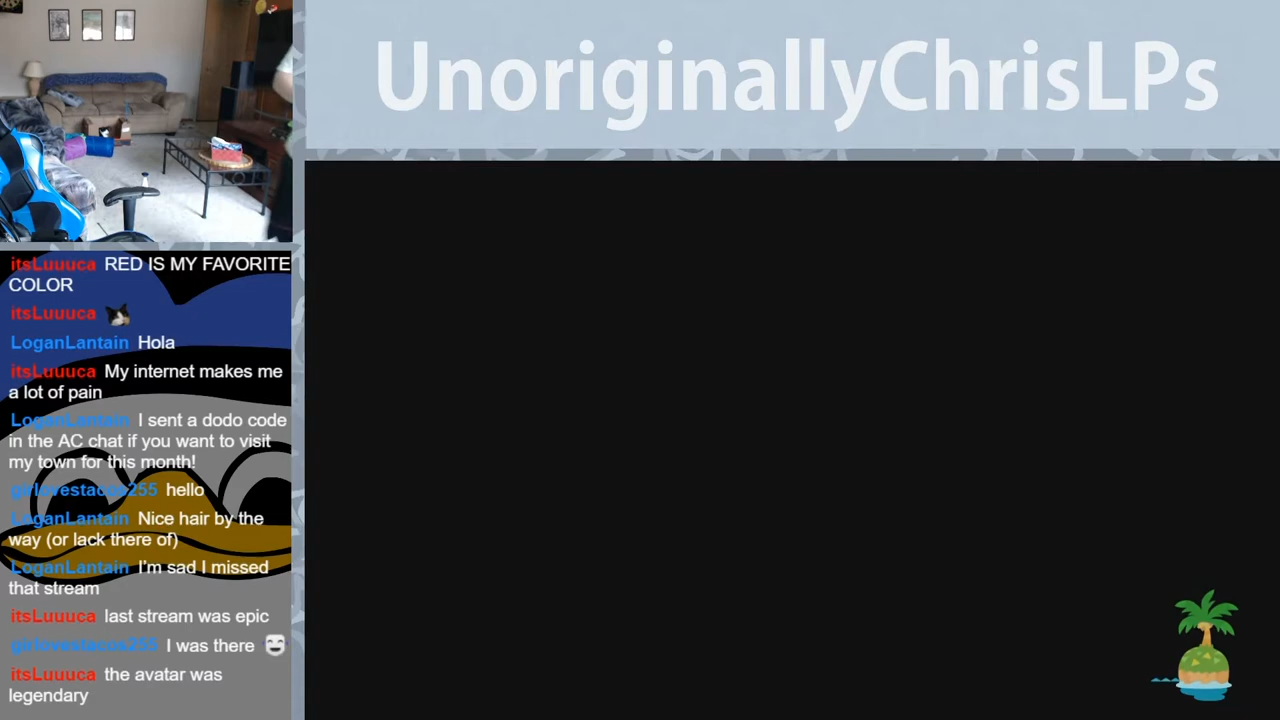 UnoriginallyChrisLPs
itsLuuuca RED IS MY FAVORITE
COLOR
itsLuuuca
LoganLantain Hola
itsLuuuca My internet makes me
a lot of pain
LoganLantain I sent a dodo code
in the AC chat if you want to visit
my town for this month!
girlovestacos255 hello
LoganLantain Nice hair by the
way (or lack there of)
LoganLantain I'm sad I missed
that stream
itsLuuuca last stream was epic
girlovestacos255 I was there
itsLuuuca the avatar was
legendary